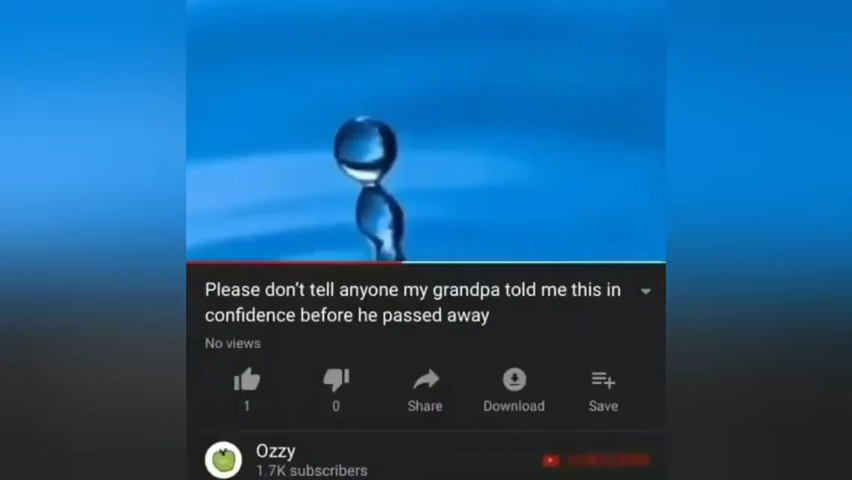 Please don't tell anyone my grandpa told me this in
confidence before he passed away
No views
1
0
Share
Download
Save
Ozzy
1.7K subscribers